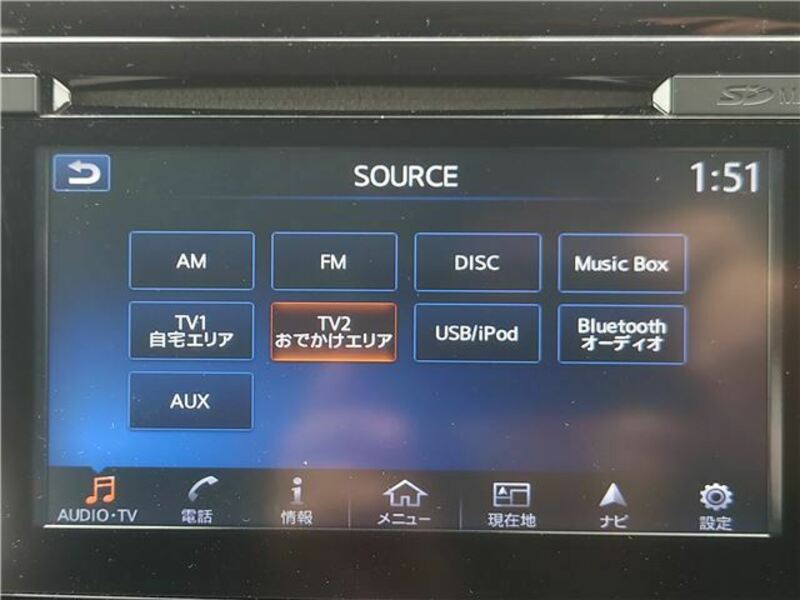 SD
SOURCE
1:51
AM
FM
DISC
Music Box
TV1
自宅エリア
TV2
おでかけエリア
USB/iPod
Bluetooth
オーディオ
AUX
AUDIO・TV
電話
情報
メニュー
現在地
ナビ
設定